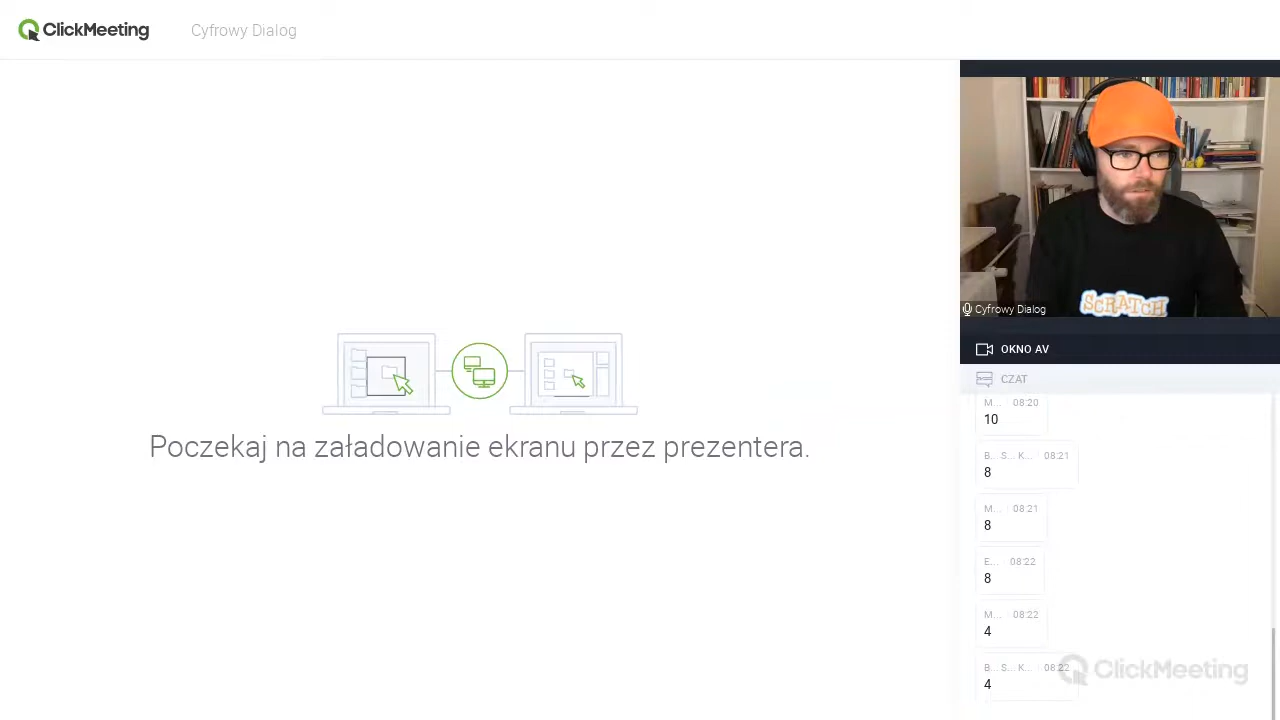 ClickMeeting
Cyfrowy Dialog
SCRATCH
Cyfrowy Dialog
OKNO AV
CZAT
M... 08:20
10
B... S... K... 08:21
8
M... 08:21
8
E... 08:22
8
M... 08:22
4
B... S... K... 08:22
4
Poczekaj na załadowanie ekranu przez prezentera.
ClickMeeting